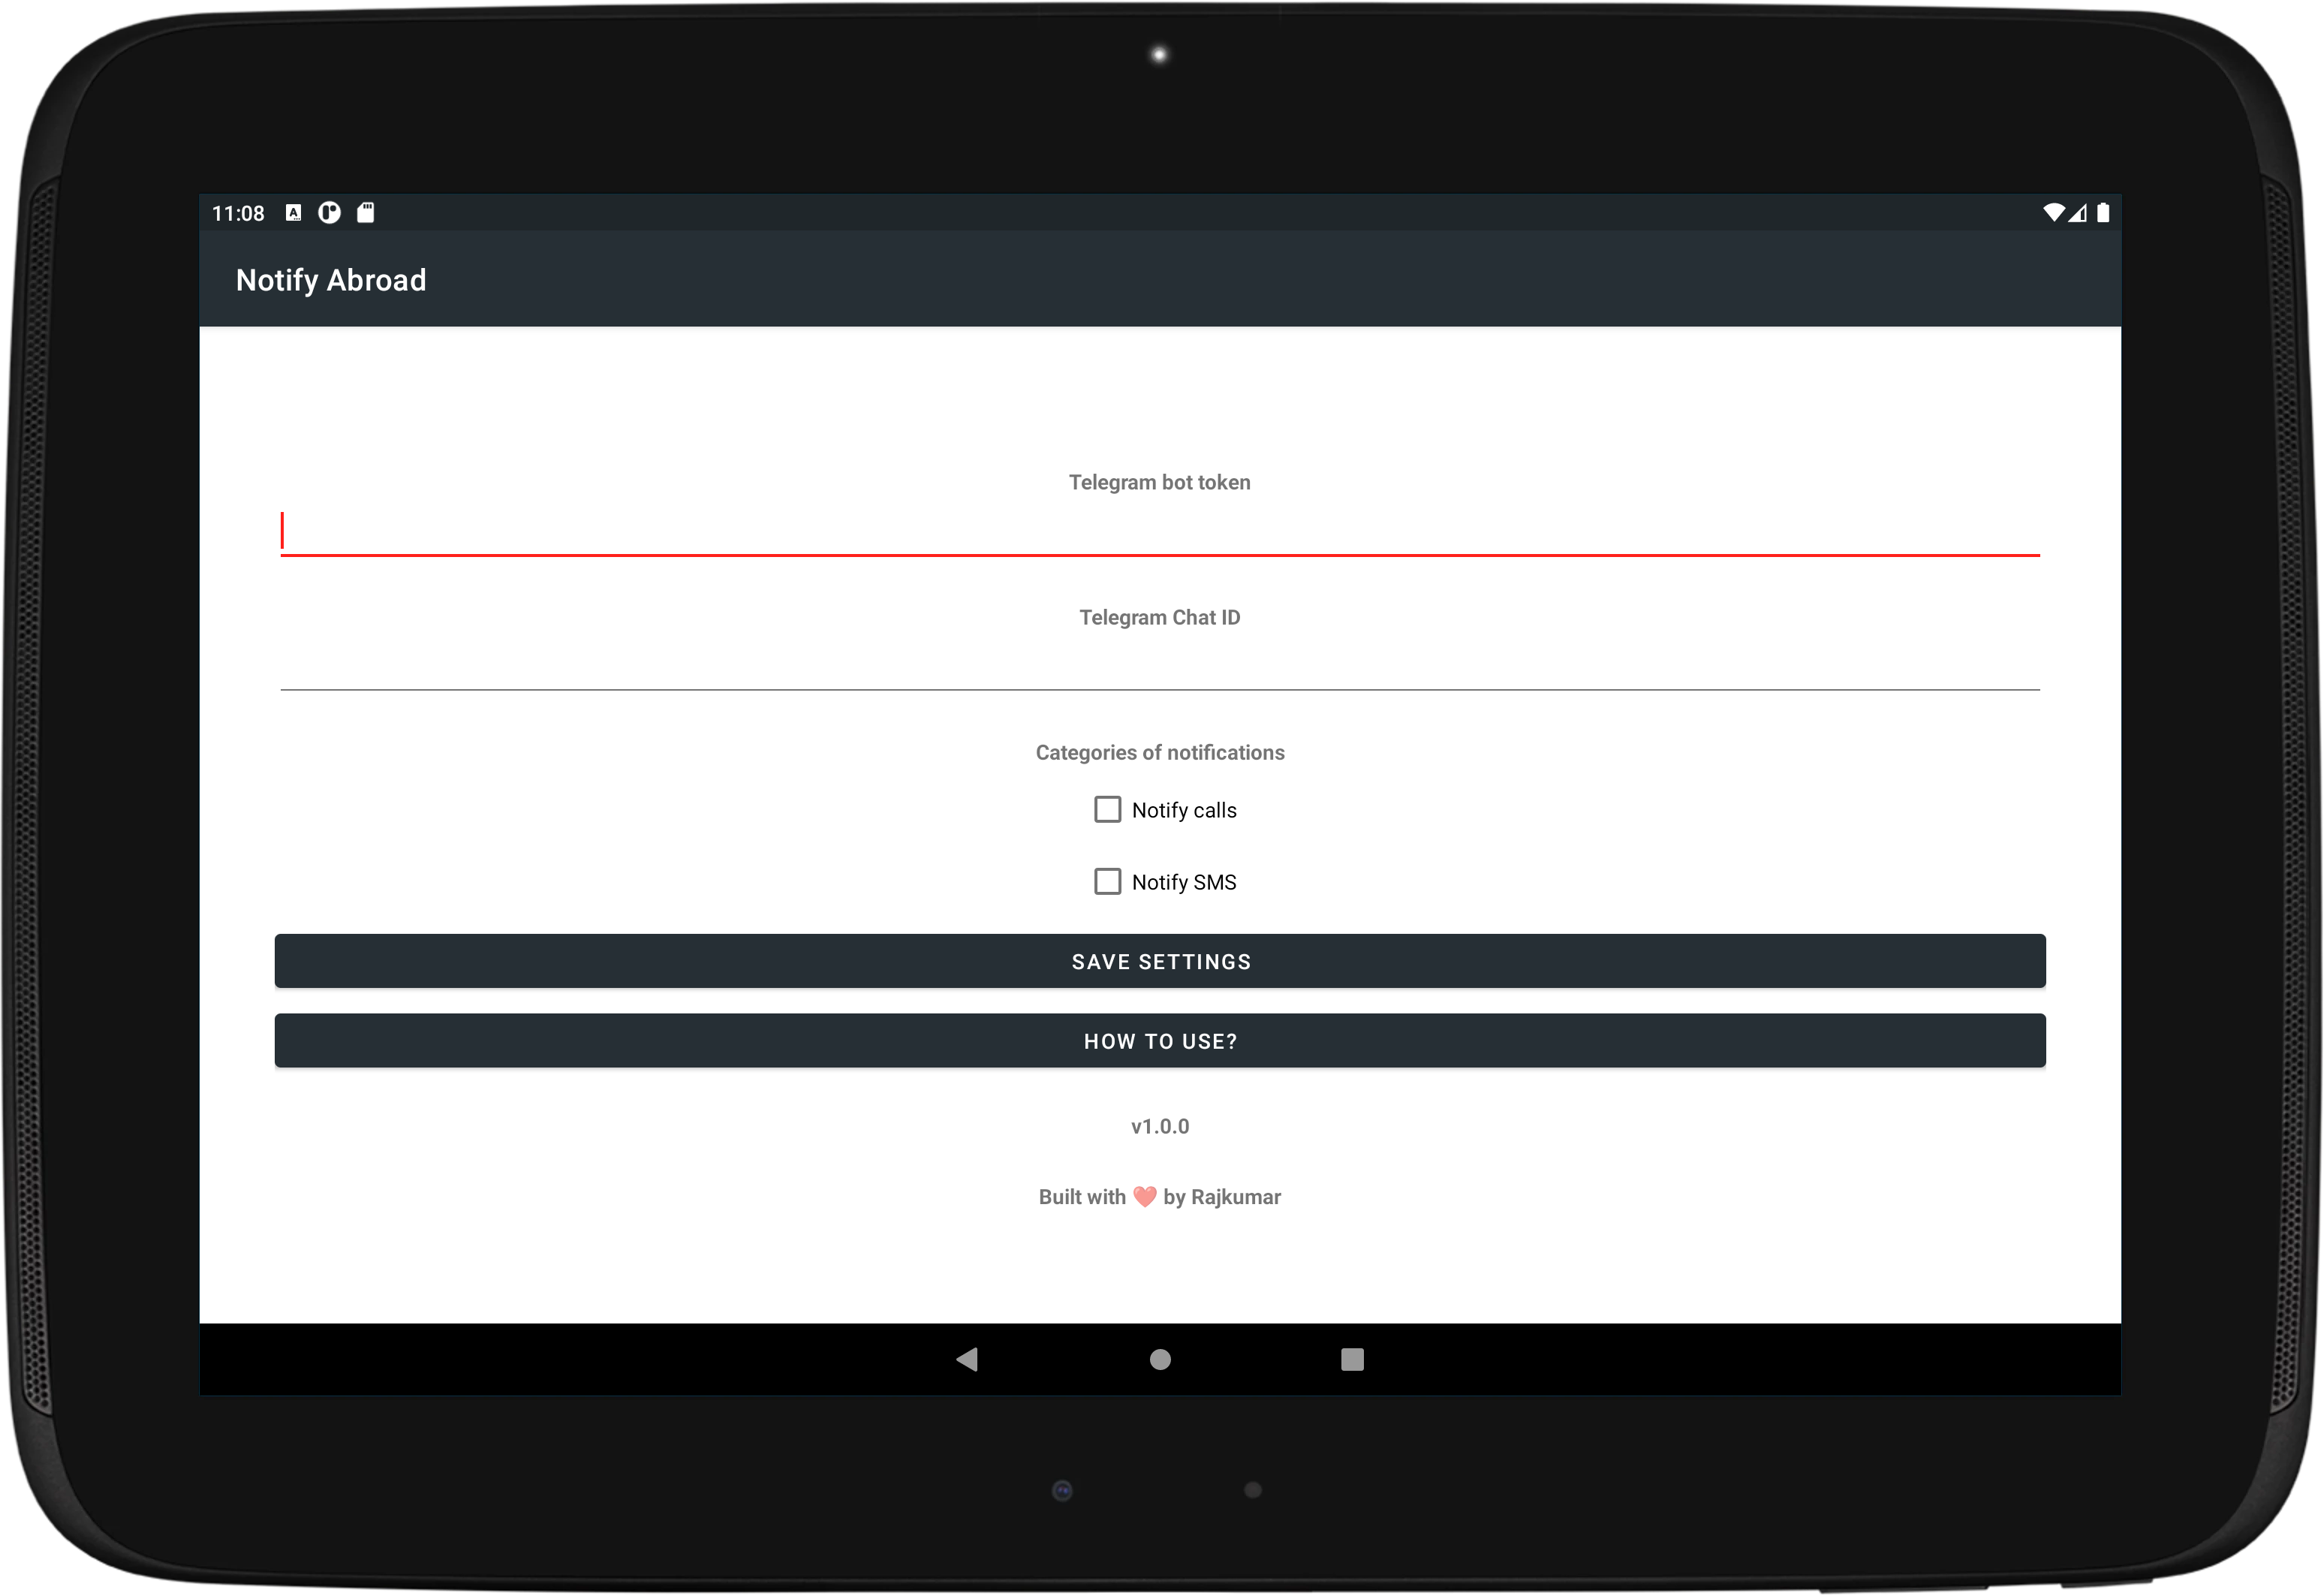 11:08
Notify Abroad
Telegram bot token
Telegram Chat ID
Categories of notifications
Notify calls
Notify SMS
SAVE SETTINGS
HOW TO USE?
v1.0.0
Built with ❤️ by Rajkumar